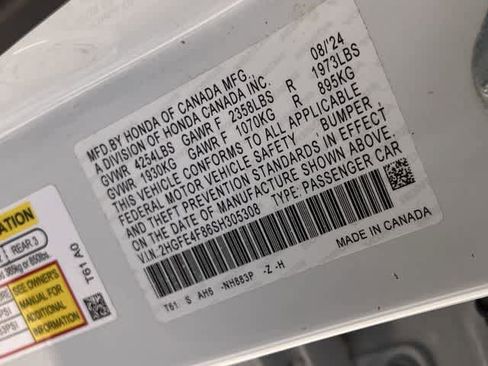 MFD BY HONDA OF CANADA MFG. 08/'24
A DIVISION OF HONDA CANADA INC.
GVWR 4254LBS GAWR F 2358LBS R 1973LBS
GVWR 1930KG GAWR F 1070KG R 895KG
THIS VEHICLE CONFORMS TO ALL APPLICABLE
FEDERAL MOTOR VEHICLE SAFETY, BUMPER,
AND THEFT PREVENTION STANDARDS IN EFFECT
ON THE DATE OF MANUFACTURE SHOWN ABOVE.
V.I.N. 2HGFE4F86SH305308 TYPE: PASSENGER CAR
T61 S AH6 -NH883P -Z -H
MADE IN CANADA
REAR 3
T61A0
SEE OWNER'S
MANUAL FOR
ADDITIONAL
INFORMATION